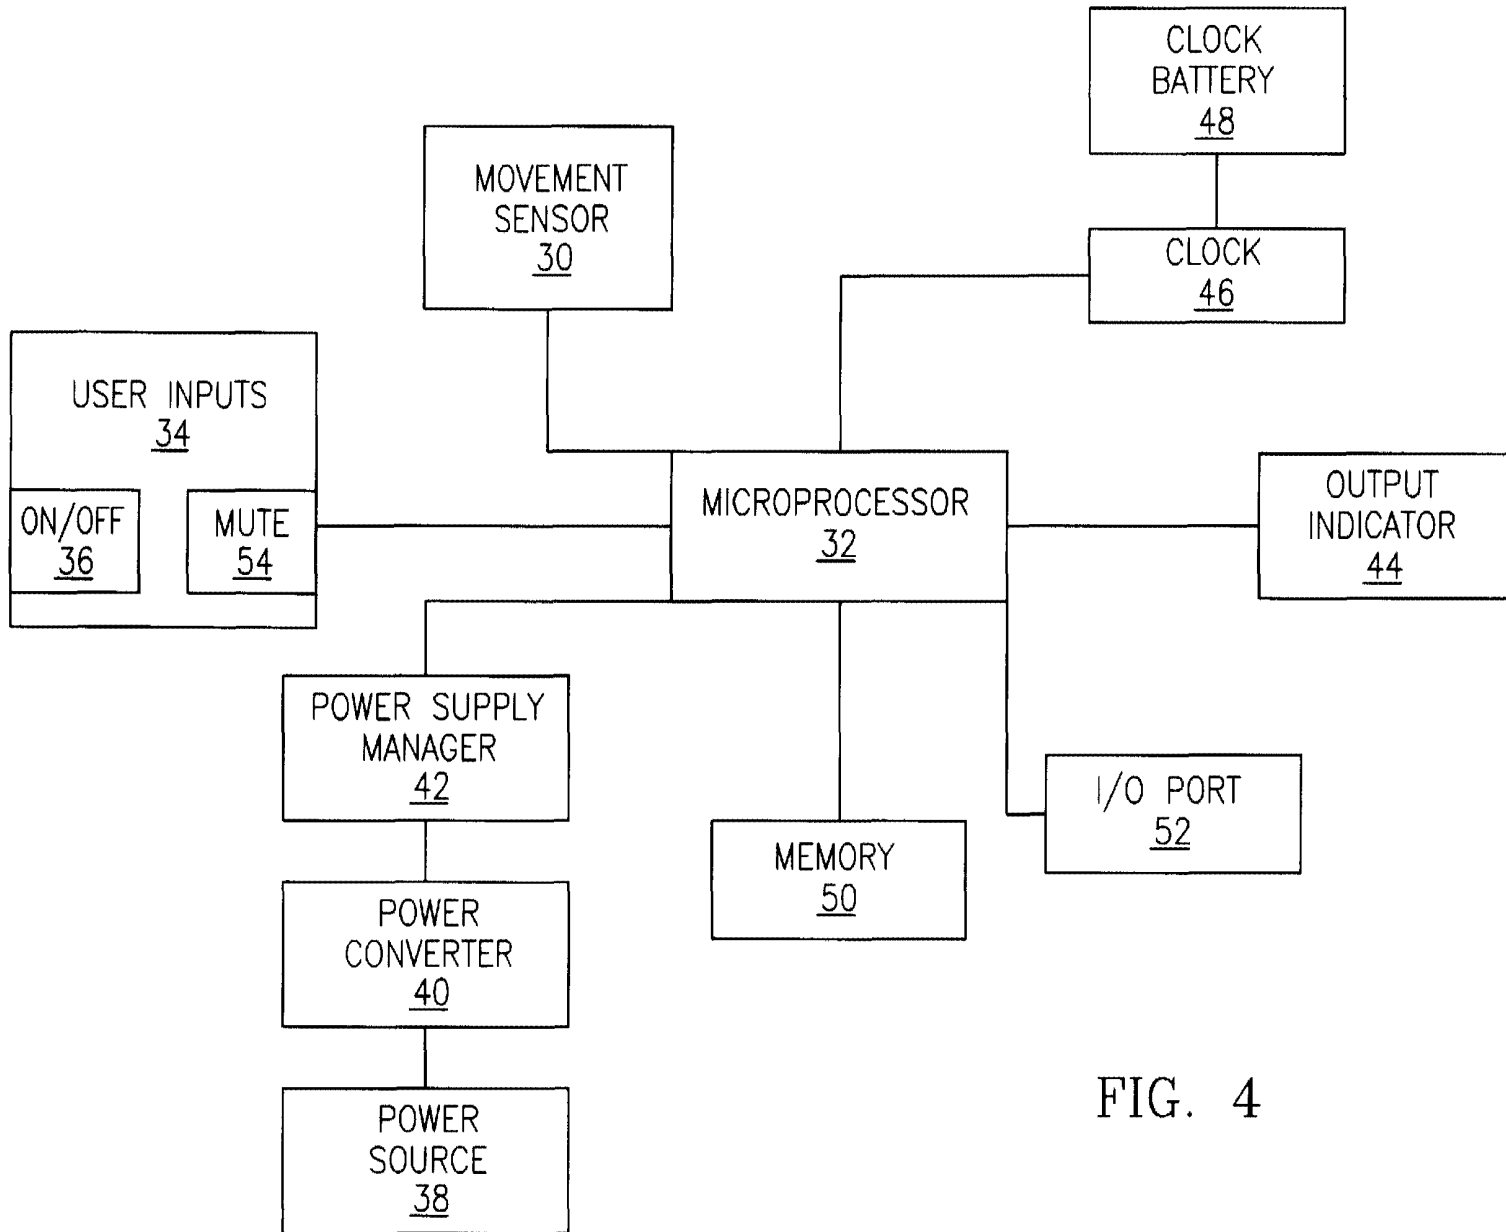 CLOCK
BATTERY
48
MOVEMENT
SENSOR
30
CLOCK
46
USER INPUTS
34
ON/OFF
36
MUTE
54
MICROPROCESSOR
32
OUTPUT
INDICATOR
44
POWER SUPPLY
MANAGER
42
I/O PORT
52
MEMORY
50
POWER
CONVERTER
40
POWER
SOURCE
38
FIG. 4